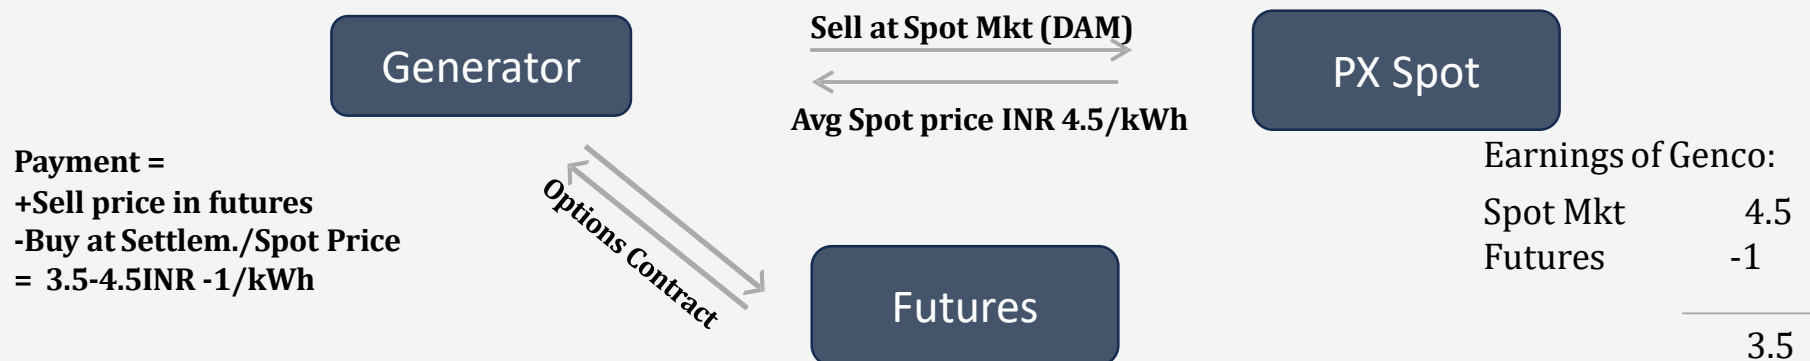 Generator
Sell at Spot Mkt (DAM)
Avg Spot price INR 4.5/kWh
PX Spot
Payment =
+Sell price in futures
-Buy at Settlem./Spot Price
= 3.5-4.5INR -1/kWh
Options Contract
Futures
Earnings of Genco:
Spot Mkt 4.5
Futures -1
3.5